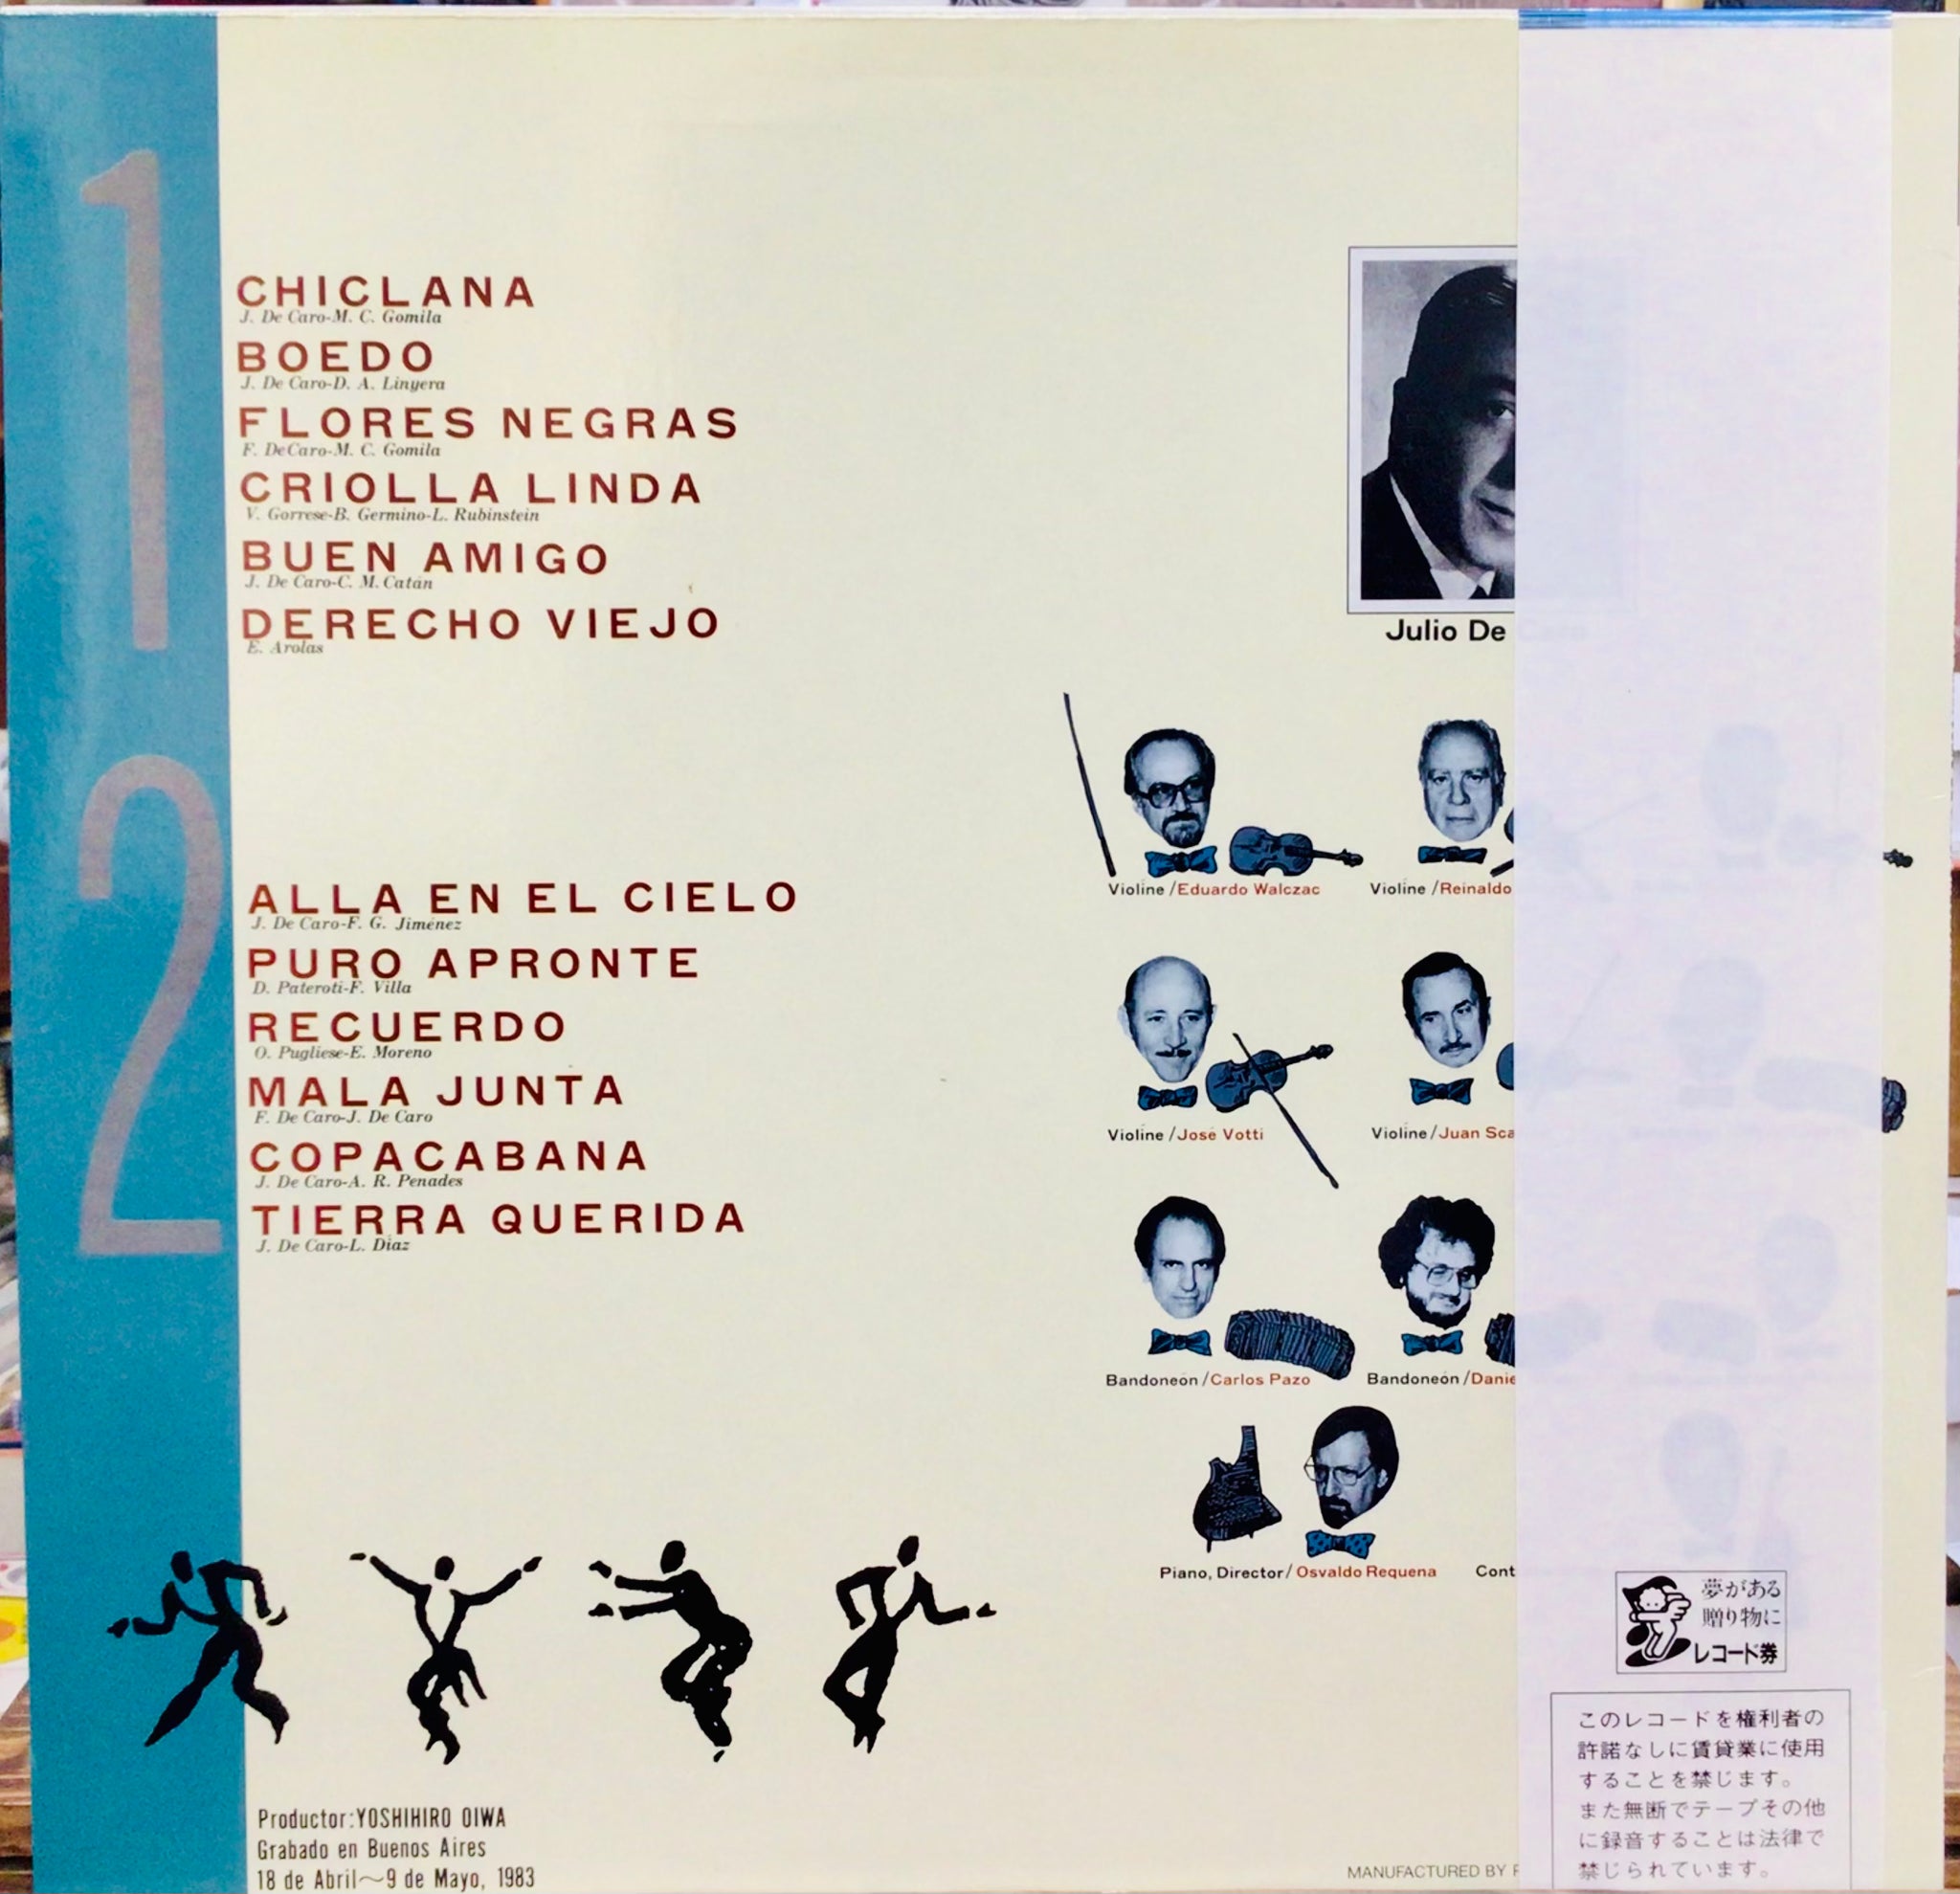 1
CHICLANA
J. De Caro-M. C. Gomila
BOEDO
J. De Caro-D. A. Linyera
FLORES NEGRAS
F. DeCaro-M. C. Gomila
CRIOLLA LINDA
V. Gorrese-B. Germino-L. Rubinstein
BUEN AMIGO
J. De Caro-C. M. Catán
DERECHO VIEJO
E. Arolas
2
ALLA EN EL CIELO
J. De Caro-F. G. Jiménez
PURO APRONTE
D. Pateroti-F. Villa
RECUERDO
O. Pugliese-E. Moreno
MALA JUNTA
F. De Caro-J. De Caro
COPACABANA
J. De Caro-A. R. Penades
TIERRA QUERIDA
J. De Caro-L. Diaz
Productor:YOSHIHIRO OIWA
Grabado en Buenos Aires
18 de Abril〜9 de Mayo, 1983
Julio De Caro
Violine/Eduardo Walczac
Violine/Reinaldo
Violine/José Votti
Violine/Juan
Bandoneón/Carlos Pazo
Bandoneón/
Piano, Director/Osvaldo Requena
MANUFACTURED BY
夢がある
贈り物に
レコード券
このレコードを権利者の
許諾なしに賃貸業に使用
することを禁じます。
また無断でテープその他
に録音することは法律で
禁じられています。